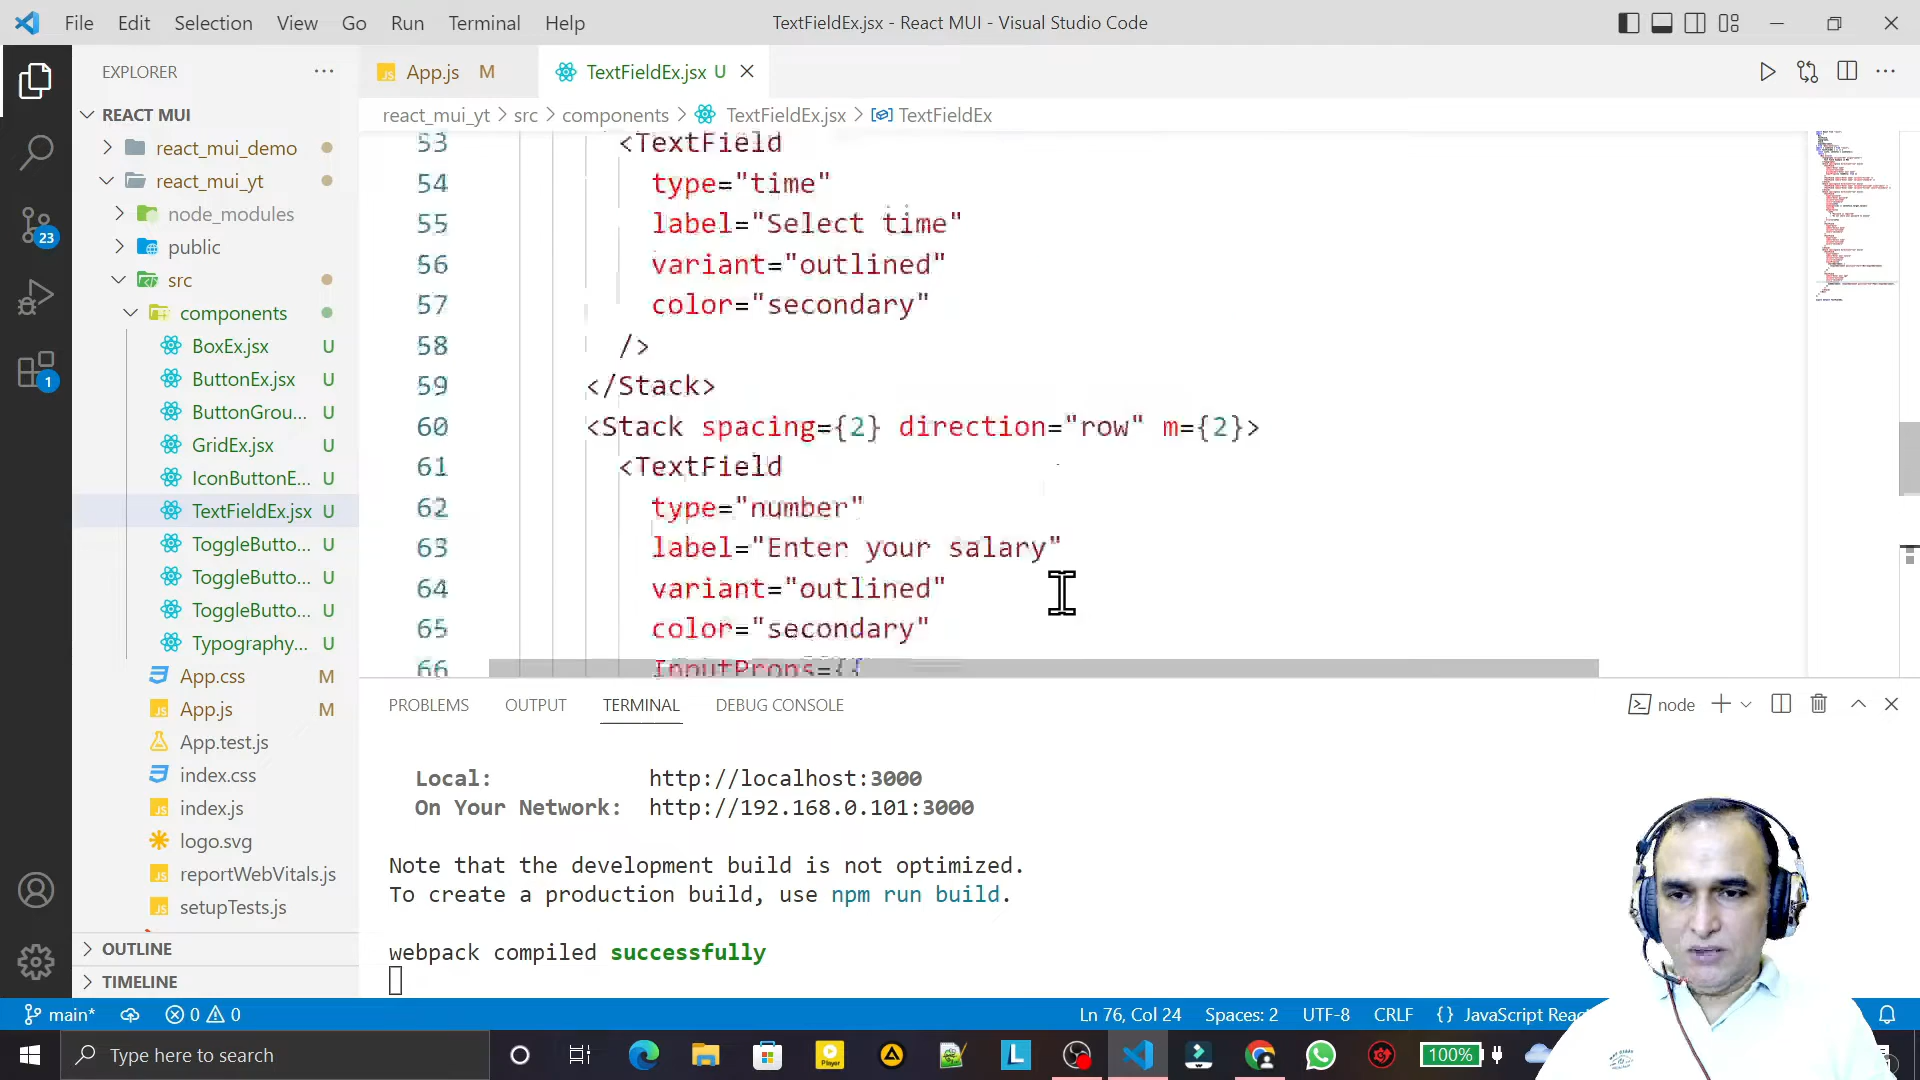 File Edit Selection View Go Run Terminal Help
TextFieldEx.jsx - React MUI - Visual Studio Code
EXPLORER
App.js M
TextFieldEx.jsx U
REACT MUI
react_mui_yt > src > components > TextFieldEx.jsx > TextFieldEx
react_mui_demo
react_mui_yt
node_modules
public
src
components
BoxEx.jsx U
ButtonEx.jsx U
ButtonGrou... U
GridEx.jsx U
IconButtonE... U
TextFieldEx.jsx U
ToggleButto... U
ToggleButto... U
ToggleButto... U
Typography... U
App.css M
App.js M
App.test.js
index.css
index.js
logo.svg
reportWebVitals.js
setupTests.js
OUTLINE
TIMELINE
23
1
53 <TextField
54 type="time"
55 label="Select time"
56 variant="outlined"
57 color="secondary"
58 />
59 </Stack>
60 <Stack spacing={2} direction="row" m={2}>
61 <TextField
62 type="number"
63 label="Enter your salary"
64 variant="outlined"
65 color="secondary"
66 InputProps={{
PROBLEMS OUTPUT TERMINAL DEBUG CONSOLE
node
Local: http://localhost:3000
On Your Network: http://192.168.0.101:3000
Note that the development build is not optimized.
To create a production build, use npm run build.
webpack compiled successfully
main* 0 0
Ln 76, Col 24 Spaces: 2 UTF-8 CRLF {} JavaScript Reac
Type here to search
100%